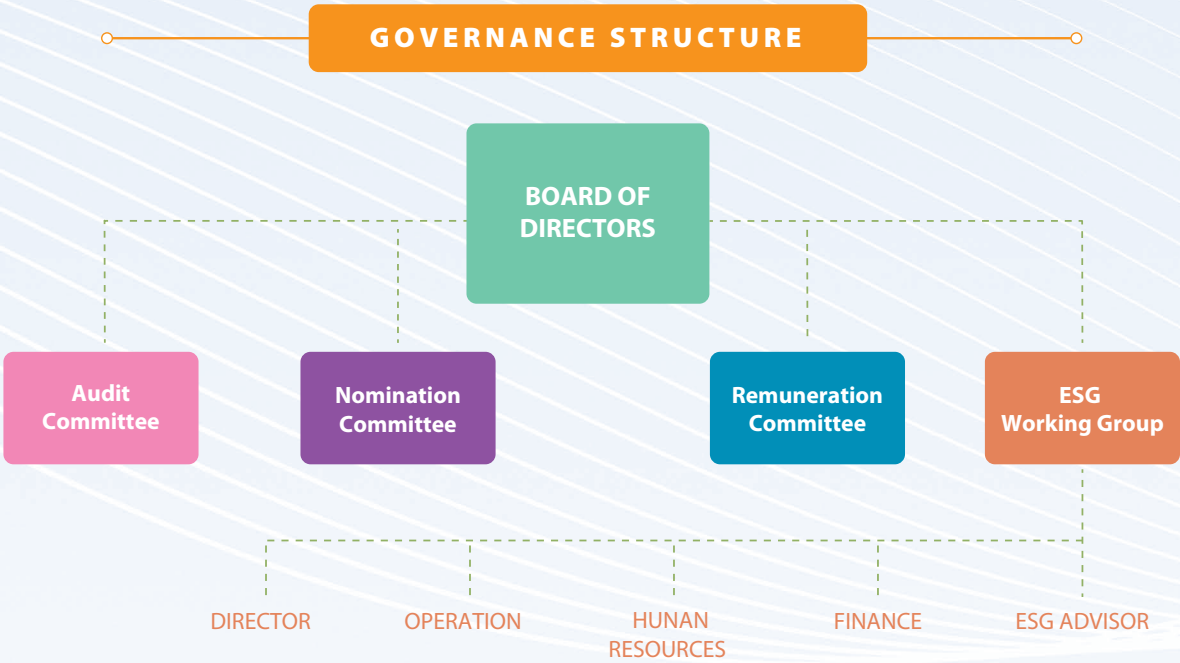 GOVERNANCE STRUCTURE
BOARD OF
DIRECTORS
Audit
Committee
Nomination
Committee
Remuneration
Committee
ESG
Working Group
DIRECTOR
OPERATION
HUNAN
RESOURCES
FINANCE
ESG ADVISOR